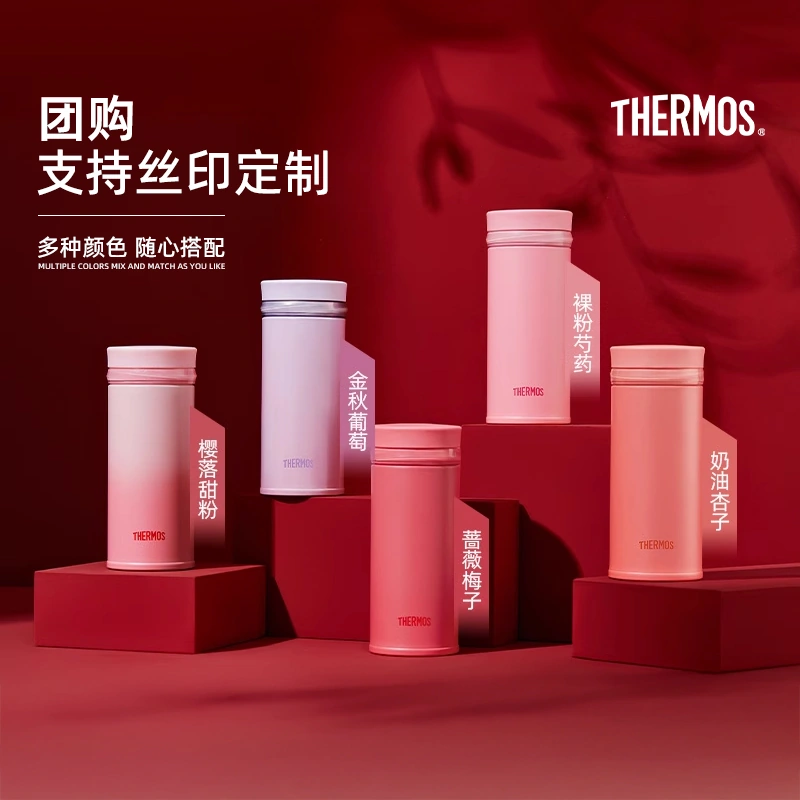 团购
支持丝印定制
THERMOS®
多种颜色 随心搭配
MULTIPLE COLORS MIX AND MATCH AS YOU LIKE
樱落甜粉
THERMOS
金秋葡萄
THERMOS
蔷薇梅子
THERMOS
裸粉芍药
THERMOS
奶油杏子
THERMOS